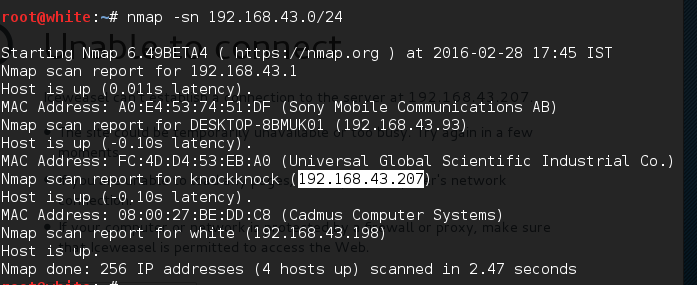 root@white:~# nmap -sn 192.168.43.0/24
Starting Nmap 6.49BETA4 ( https://nmap.org ) at 2016-02-28 17:45 IST
Unable to connect
Nmap scan report for 192.168.43.1
Host is up (0.011s latency).
MAC Address: A0:E4:53:74:51:DF (Sony Mobile Communications AB)
Nmap scan report for DESKTOP-8BMUK01 (192.168.43.93)
Host is up (-0.10s latency).
MAC Address: FC:4D:D4:53:EB:A0 (Universal Global Scientific Industrial Co.)
Nmap scan report for knockknock (192.168.43.207)
Host is up (-0.10s latency).
MAC Address: 08:00:27:BE:DD:C8 (Cadmus Computer Systems)
Nmap scan report for white (192.168.43.198)
Host is up.
Nmap done: 256 IP addresses (4 hosts up) scanned in 2.47 seconds
root@white:~#